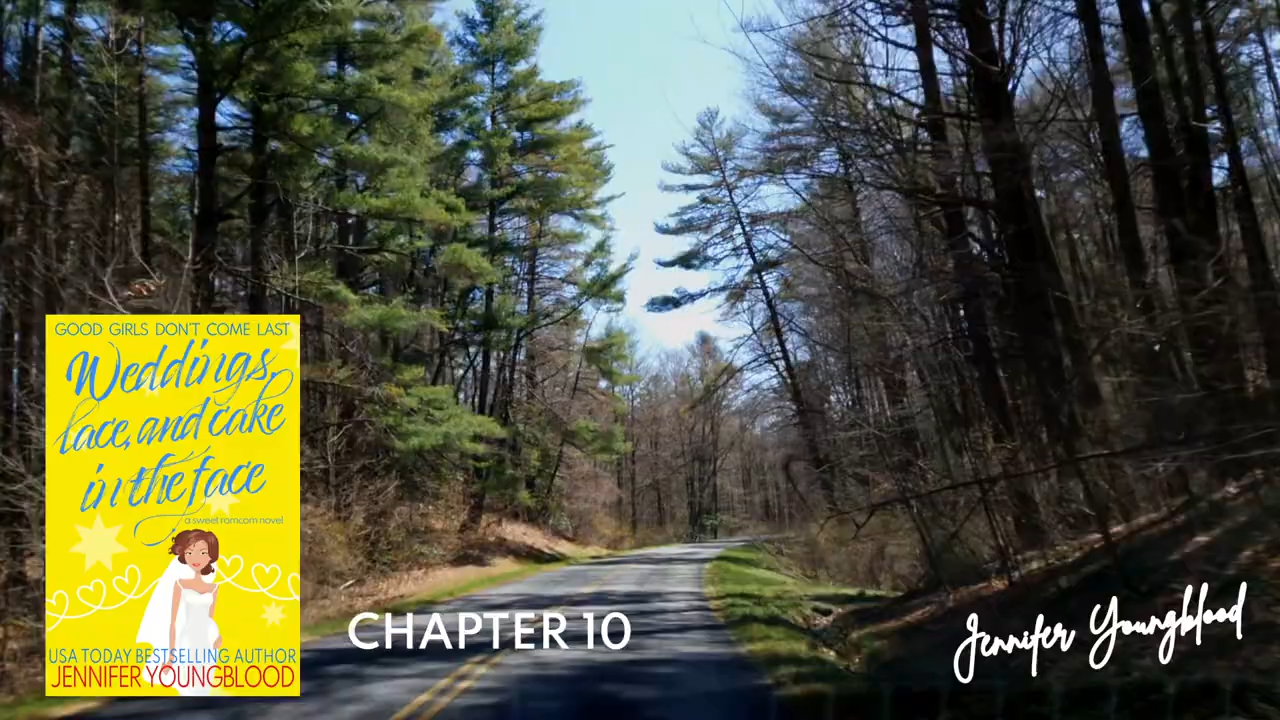 GOOD GIRLS DON'T COME LAST
Weddings,
lace, and cake
in the face
a sweet romcom novel
USA TODAY BESTSELLING AUTHOR
JENNIFER YOUNGBLOOD
CHAPTER 10
Jennifer Youngblood